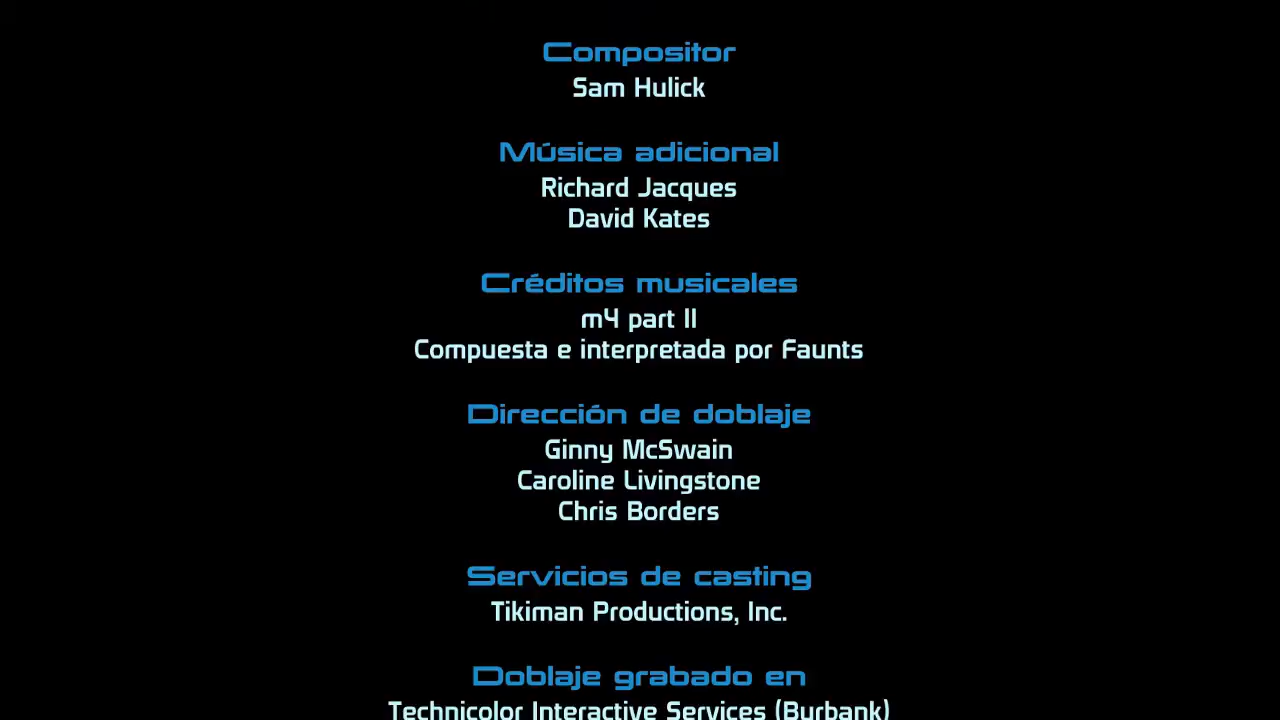 Compositor
Sam Hulick
Música adicional
Richard Jacques
David Kates
Créditos musicales
m4 part II
Compuesta e interpretada por Faunts
Dirección de doblaje
Ginny McSwain
Caroline Livingstone
Chris Borders
Servicios de casting
Tikiman Productions, Inc.
Doblaje grabado en
Technicolor Interactive Services (Burbank)